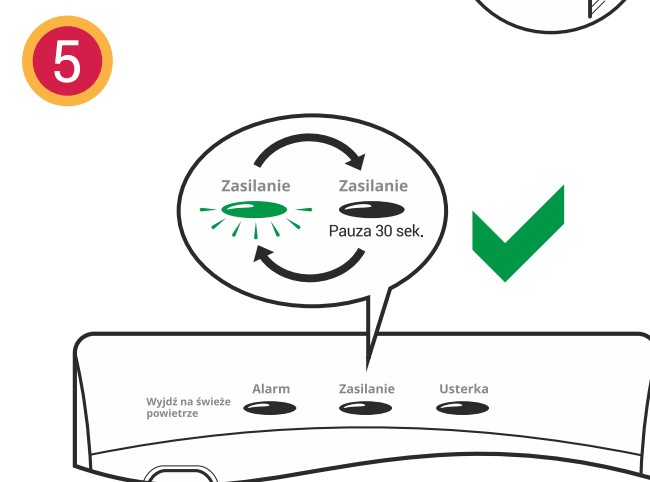 5
Zasilanie Zasilanie
Pauza 30 sek.
Alarm Zasilanie Usterka
Wyjdź na świeże
powietrze